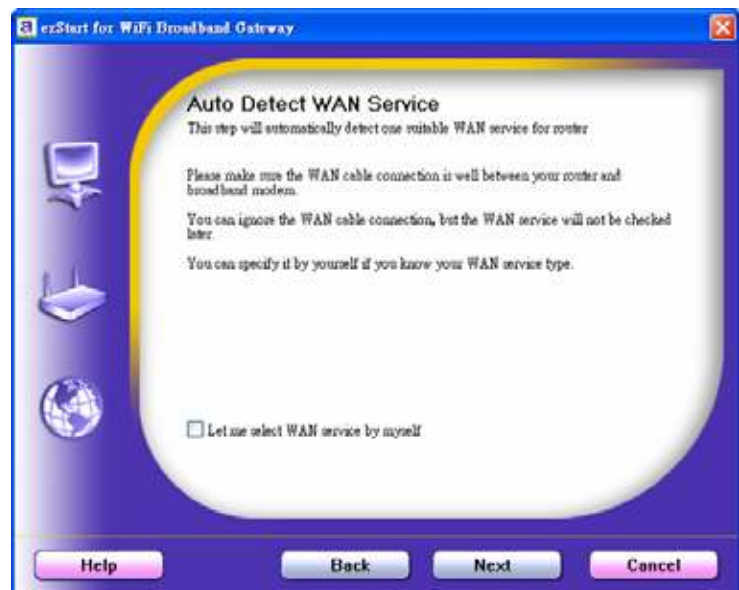 a ezStart for WiFi Broadband Gateway
Auto Detect WAN Service
This step will automatically detect one suitable WAN service for router
Please make sure the WAN cable connection is well between your router and
broadband modem.
You can ignore the WAN cable connection, but the WAN service will not be checked
later.
You can specify it by yourself if you know your WAN service type.
Let me select WAN service by myself
Help
Back
Next
Cancel